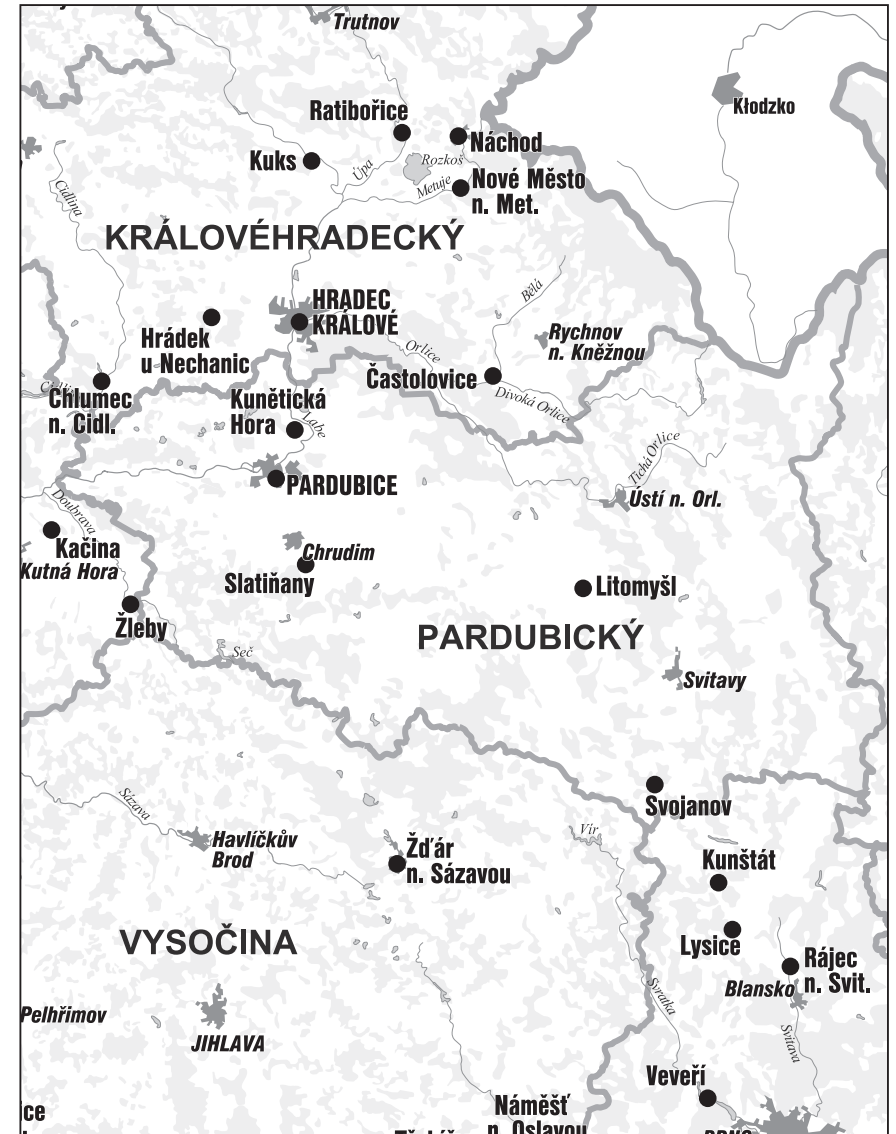 Trutnov
Kłodzko
Ratibořice
Náchod
Rozkoš
Kuks
Úpa
Metuje
Nové Město
n. Met.
Cidlina
KRÁLOVÉHRADECKÝ
Bělá
HRADEC
KRÁLOVÉ
Hrádek
u Nechanic
Rychnov
n. Kněžnou
Orlice
Častolovice
Divoká Orlice
Chlumec
n. Cidl.
Kunětická
Hora
Labe
Tichá Orlice
PARDUBICE
Ústí n. Orl.
Doubrava
Kačina
Kutná Hora
Chrudim
Slatiňany
Litomyšl
Žleby
PARDUBICKÝ
Seč
Svitavy
Svojanov
Sázava
Havlíčkův
Brod
Vír
Žďár
n. Sázavou
Kunštát
VYSOČINA
Lysice
Rájec
n. Svit.
Blansko
Svratka
Pelhřimov
JIHLAVA
Svitava
Veveří
Náměšť
n. Oslavou
ice